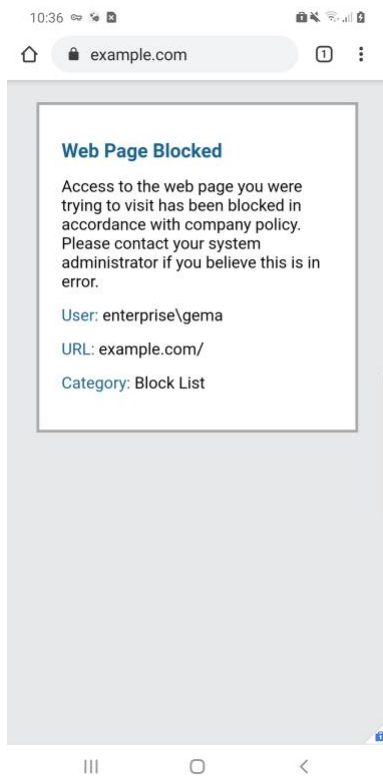 10:36
example.com
1
Web Page Blocked
Access to the web page you were
trying to visit has been blocked in
accordance with company policy.
Please contact your system
administrator if you believe this is in
error.
User: enterprise\gema
URL: example.com/
Category: Block List